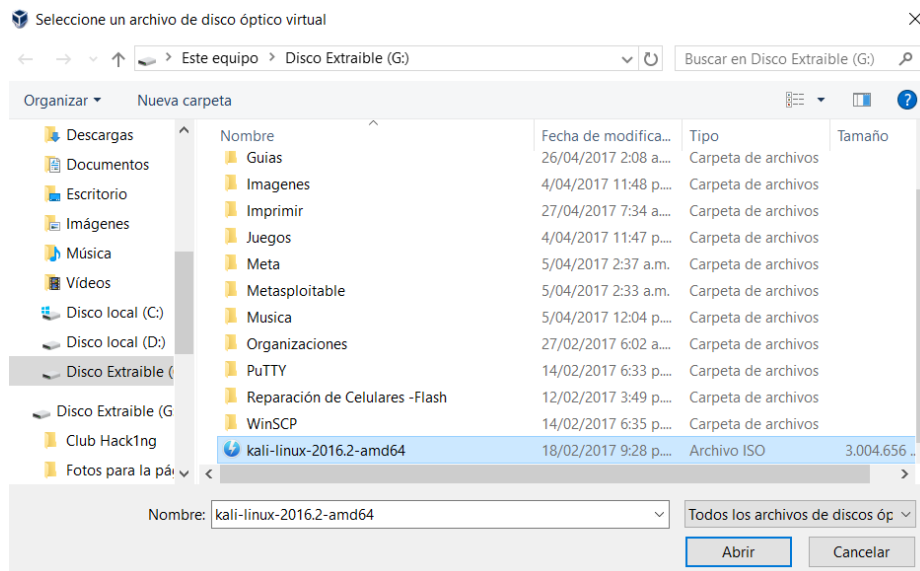 Seleccione un archivo de disco óptico virtual
Este equipo > Disco Extraible (G:)
Buscar en Disco Extraible (G:)
Organizar
Nueva carpeta
Descargas
Documentos
Escritorio
Imágenes
Música
Vídeos
Disco local (C:)
Disco local (D:)
Disco Extraible (
Disco Extraible (G
Club Hack1ng
Fotos para la pág
Nombre Fecha de modifica... Tipo Tamaño
Guias 26/04/2017 2:08 a.... Carpeta de archivos
Imagenes 4/04/2017 11:48 p.... Carpeta de archivos
Imprimir 27/04/2017 7:34 a.... Carpeta de archivos
Juegos 4/04/2017 11:47 p.... Carpeta de archivos
Meta 5/04/2017 2:37 a.m. Carpeta de archivos
Metasploitable 5/04/2017 2:33 a.m. Carpeta de archivos
Musica 5/04/2017 12:04 p.... Carpeta de archivos
Organizaciones 27/02/2017 6:02 a.... Carpeta de archivos
PuTTY 14/02/2017 6:33 p.... Carpeta de archivos
Reparación de Celulares -Flash 12/02/2017 3:49 p.... Carpeta de archivos
WinSCP 14/02/2017 6:35 p.... Carpeta de archivos
kali-linux-2016.2-amd64 18/02/2017 9:28 p.... Archivo ISO 3.004.656 ..
Nombre: kali-linux-2016.2-amd64
Todos los archivos de discos óp
Abrir
Cancelar